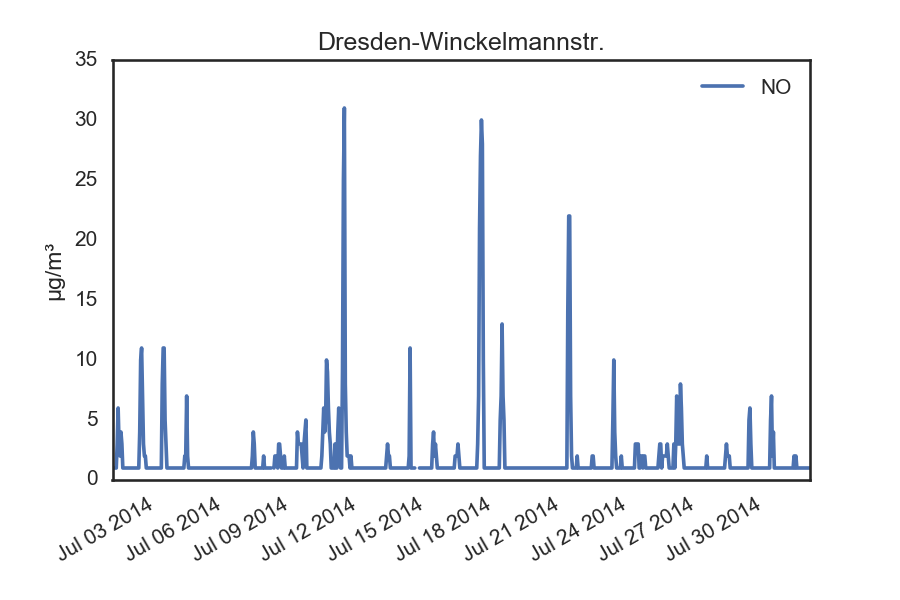 Dresden-Winckelmannstr.
35
30
25
20
15
10
5
0
µg/m³
NO
Jul 03 2014
Jul 06 2014
Jul 09 2014
Jul 12 2014
Jul 15 2014
Jul 18 2014
Jul 21 2014
Jul 24 2014
Jul 27 2014
Jul 30 2014